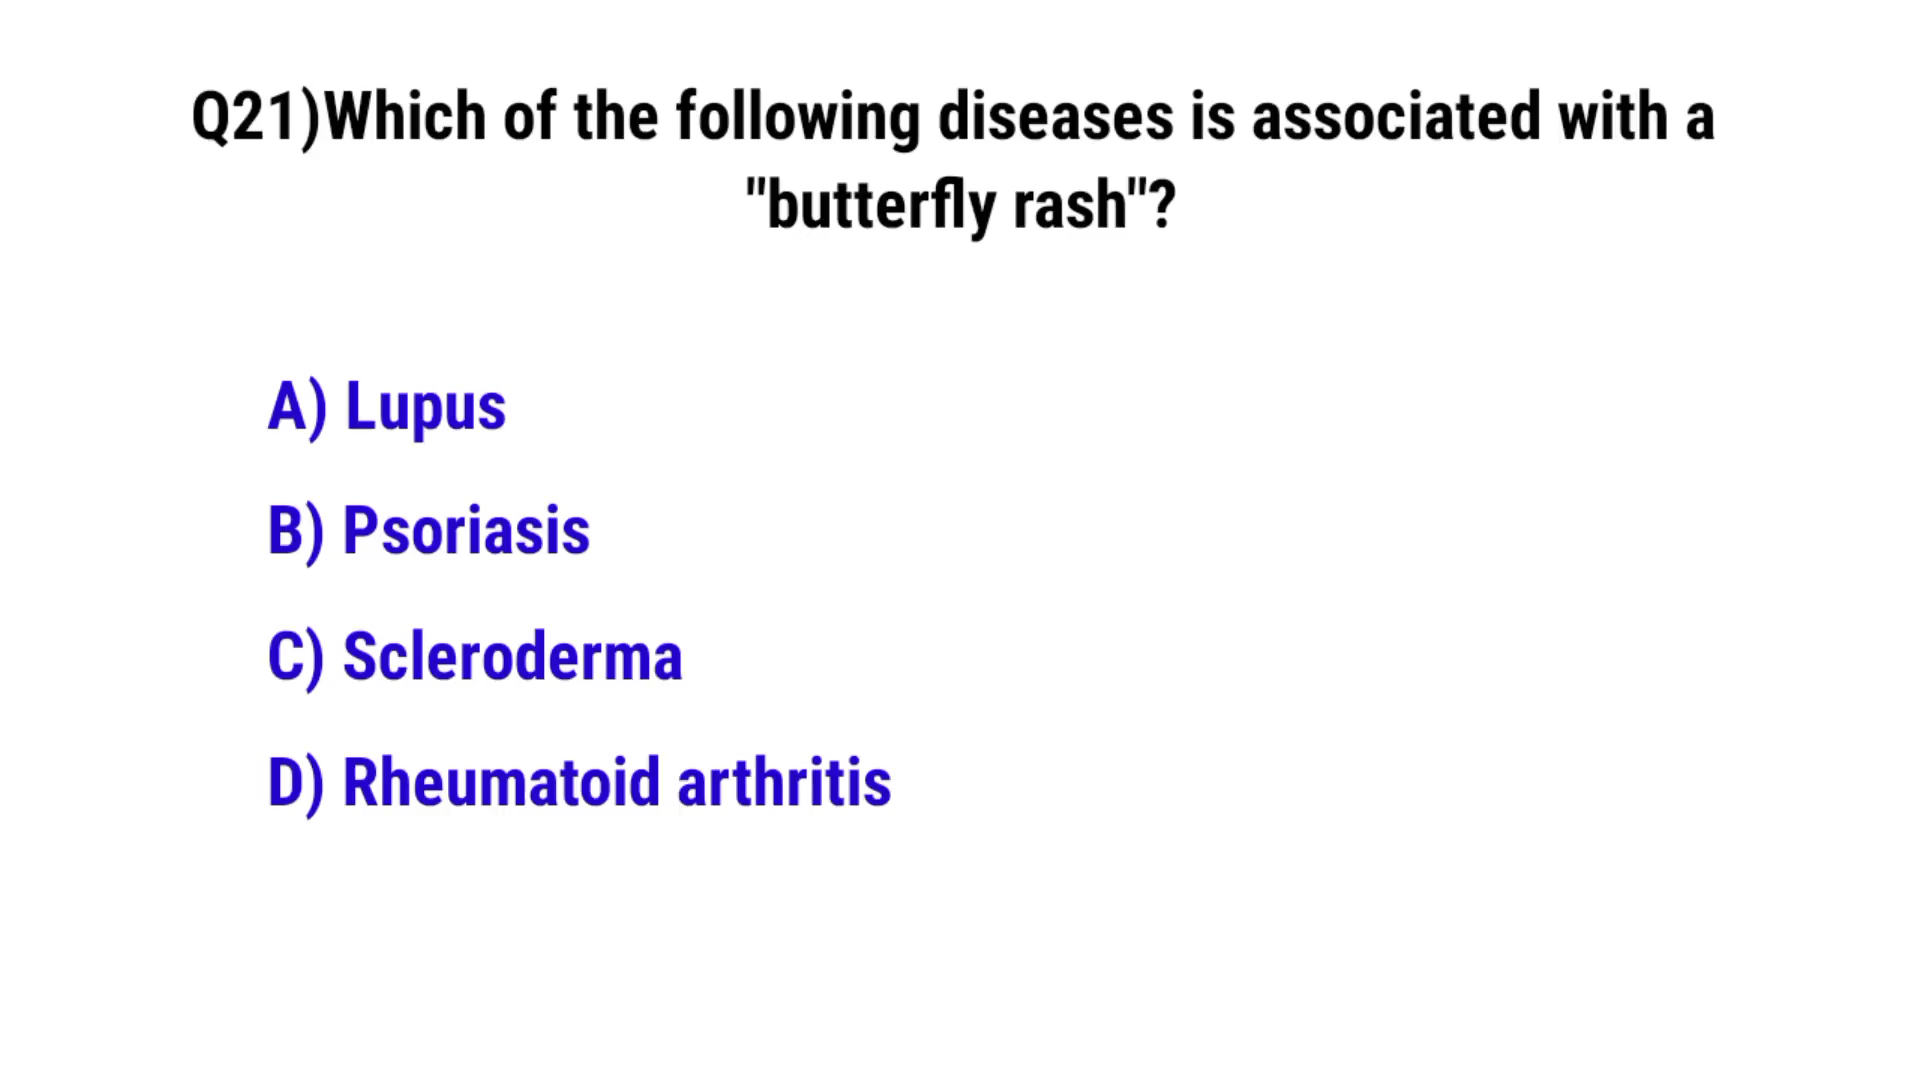 Q21)Which of the following diseases is associated with a
"butterfly rash"?
A) Lupus
B) Psoriasis
C) Scleroderma
D) Rheumatoid arthritis